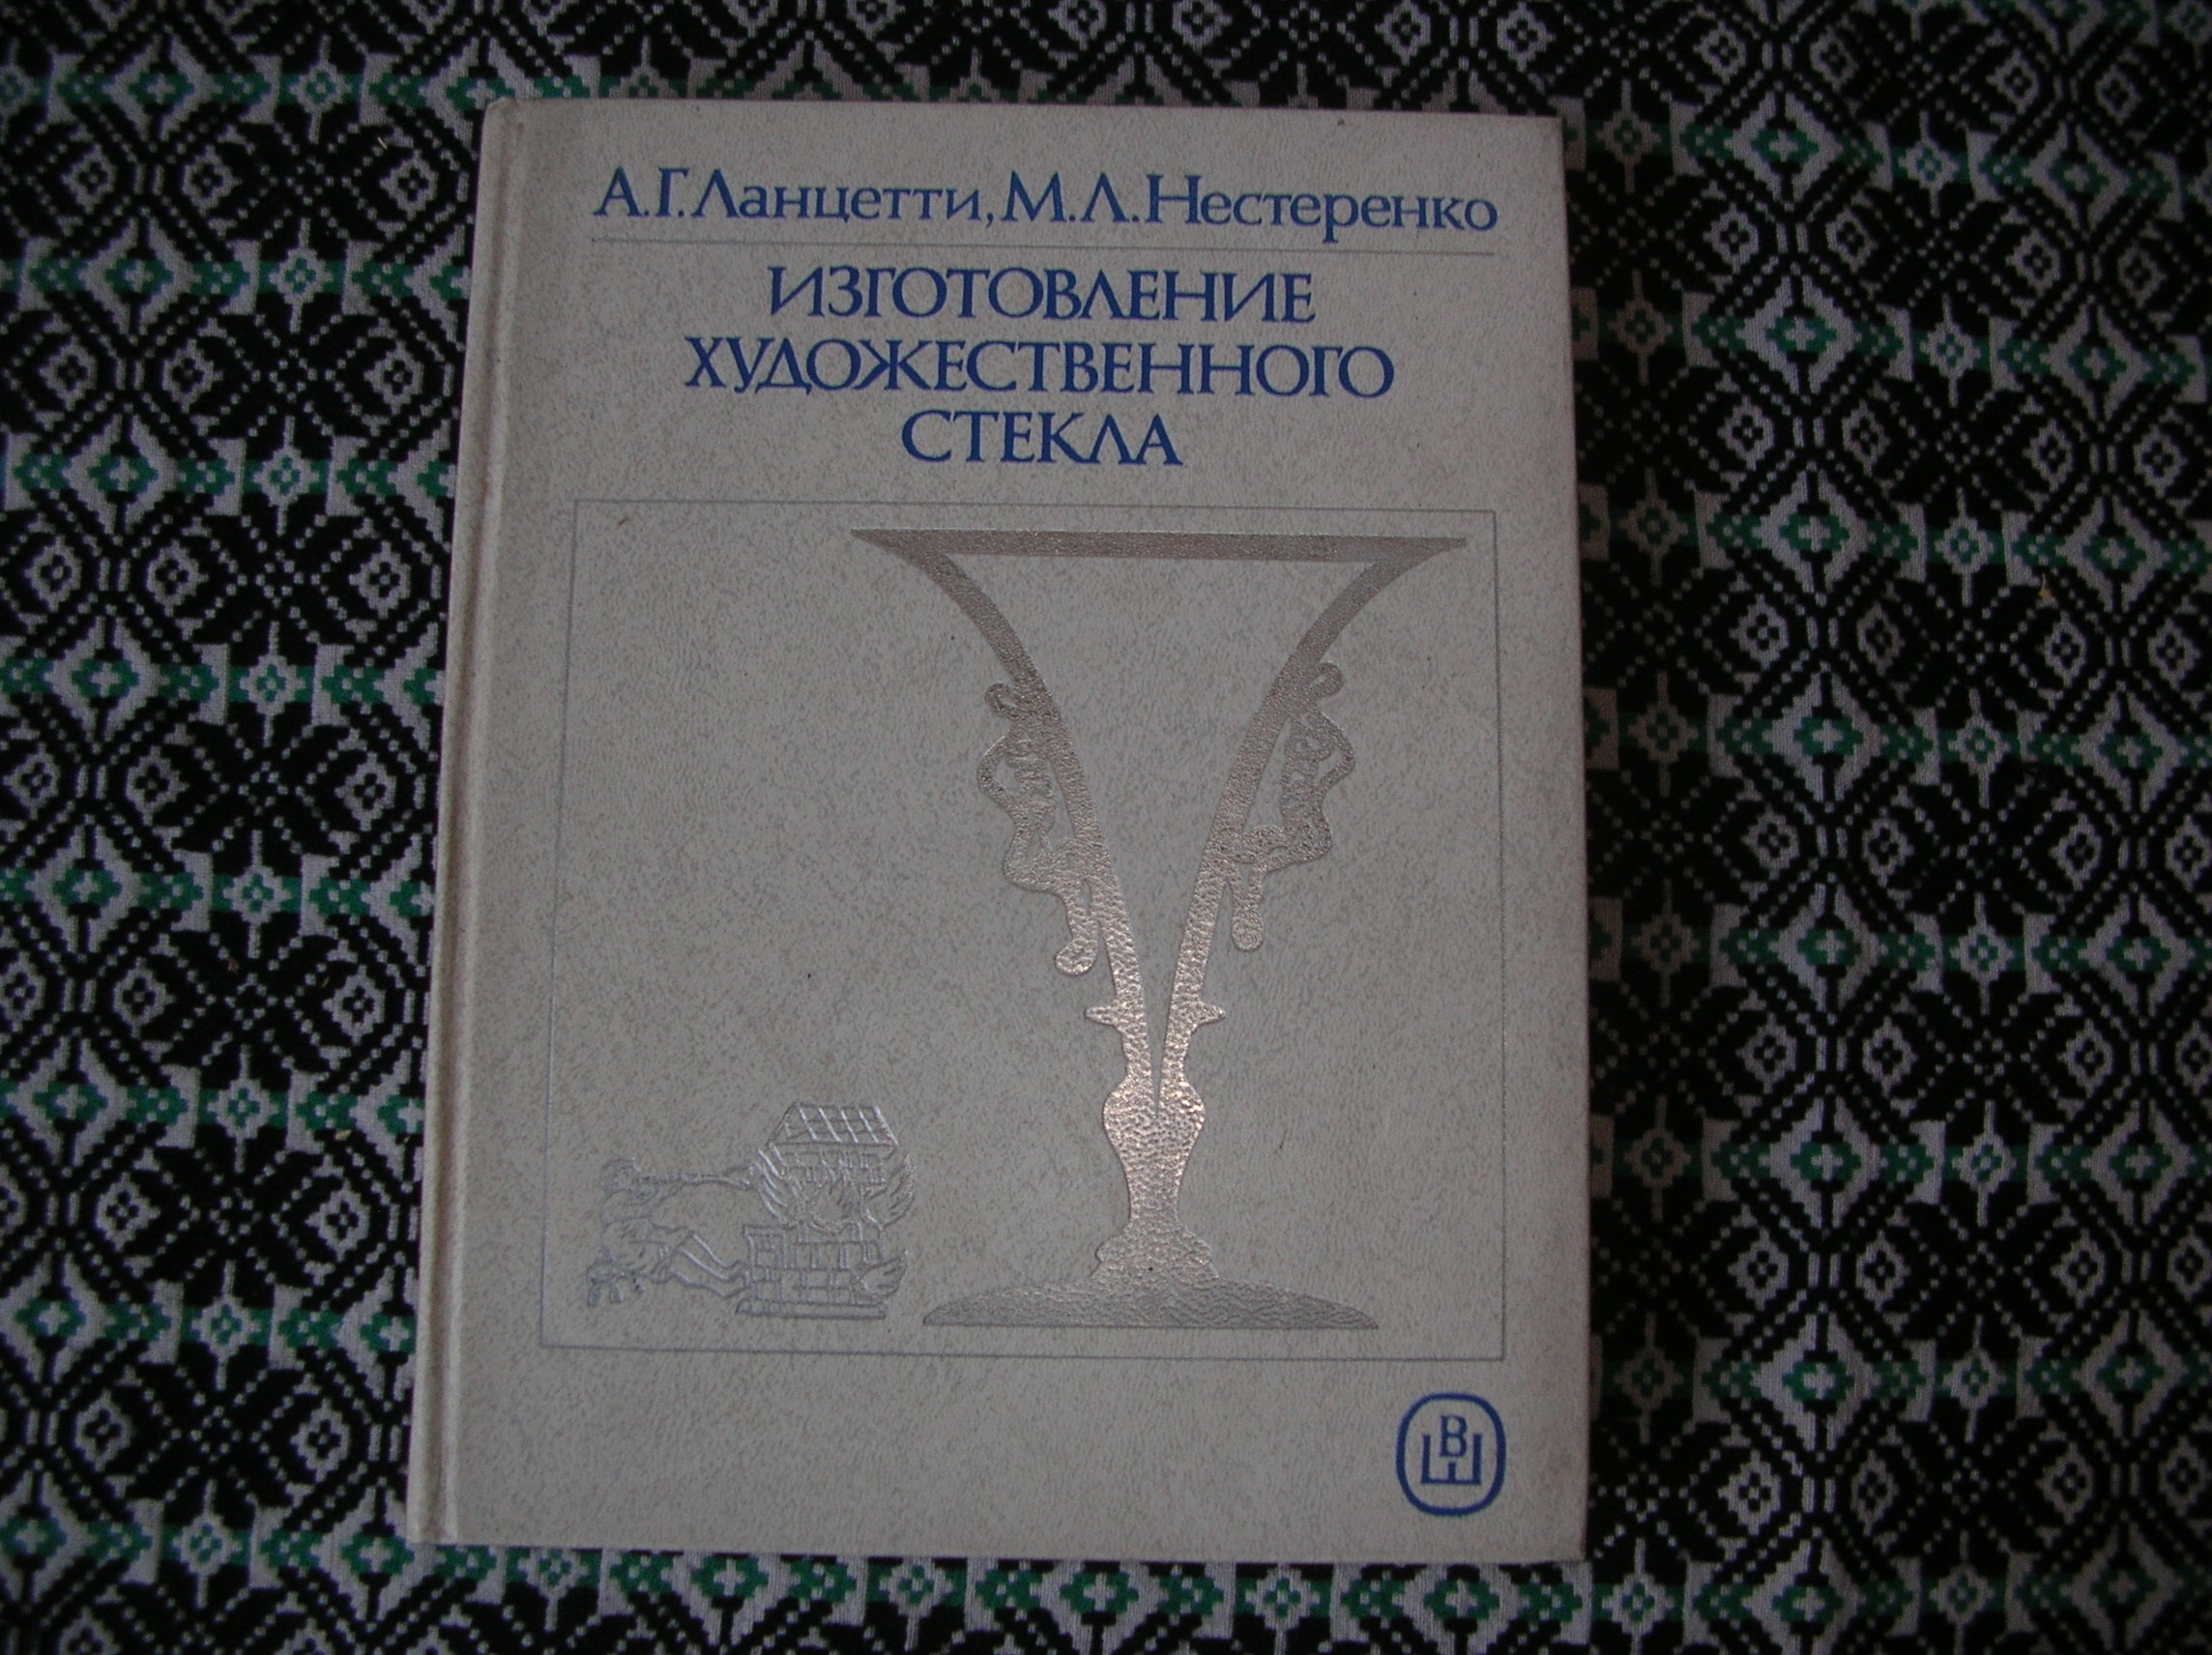 А.Г.Ланцетти, М.Л.Нестеренко
ИЗГОТОВЛЕНИЕ
ХУДОЖЕСТВЕННОГО
СТЕКЛА
ВШ